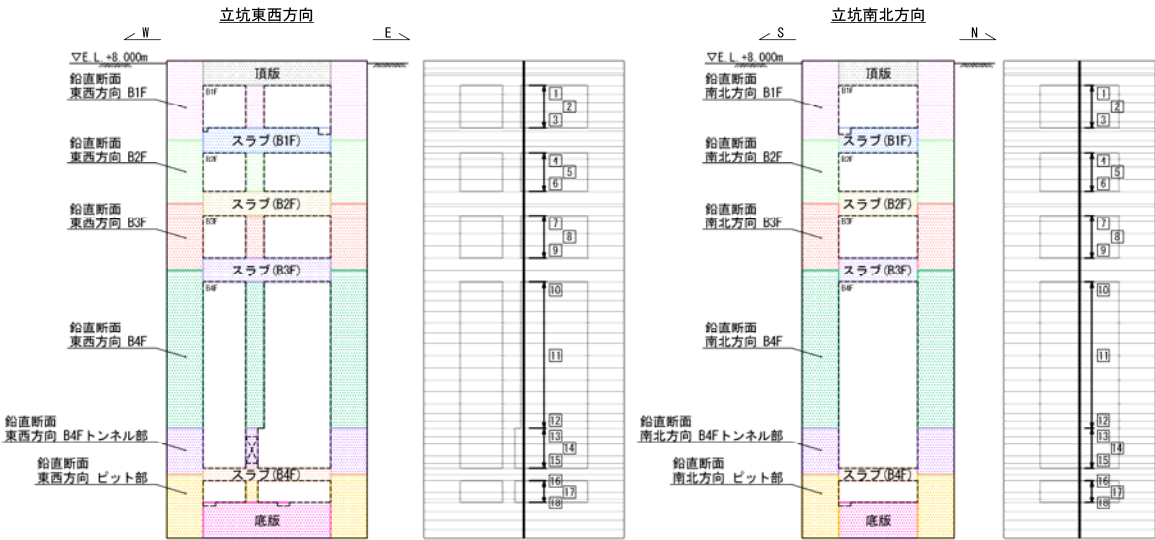 立坑東西方向
W
E
▽E.L.+8.000m
頂版
鉛直断面
東西方向 B1F
B1F
スラブ(B1F)
鉛直断面
東西方向 B2F
B2F
スラブ(B2F)
鉛直断面
東西方向 B3F
B3F
スラブ(B3F)
B4F
鉛直断面
東西方向 B4F
鉛直断面
東西方向 B4Fトンネル部
スラブ(B4F)
鉛直断面
東西方向 ピット部
底版
1
2
3
4
5
6
7
8
9
10
11
12
13
14
15
16
17
18
立坑南北方向
S
N
▽E.L.+8.000m
頂版
鉛直断面
南北方向 B1F
B1F
スラブ(B1F)
鉛直断面
南北方向 B2F
B2F
スラブ(B2F)
鉛直断面
南北方向 B3F
B3F
スラブ(B3F)
B4F
鉛直断面
南北方向 B4F
鉛直断面
南北方向 B4Fトンネル部
スラブ(B4F)
鉛直断面
南北方向 ピット部
底版
1
2
3
4
5
6
7
8
9
10
11
12
13
14
15
16
17
18